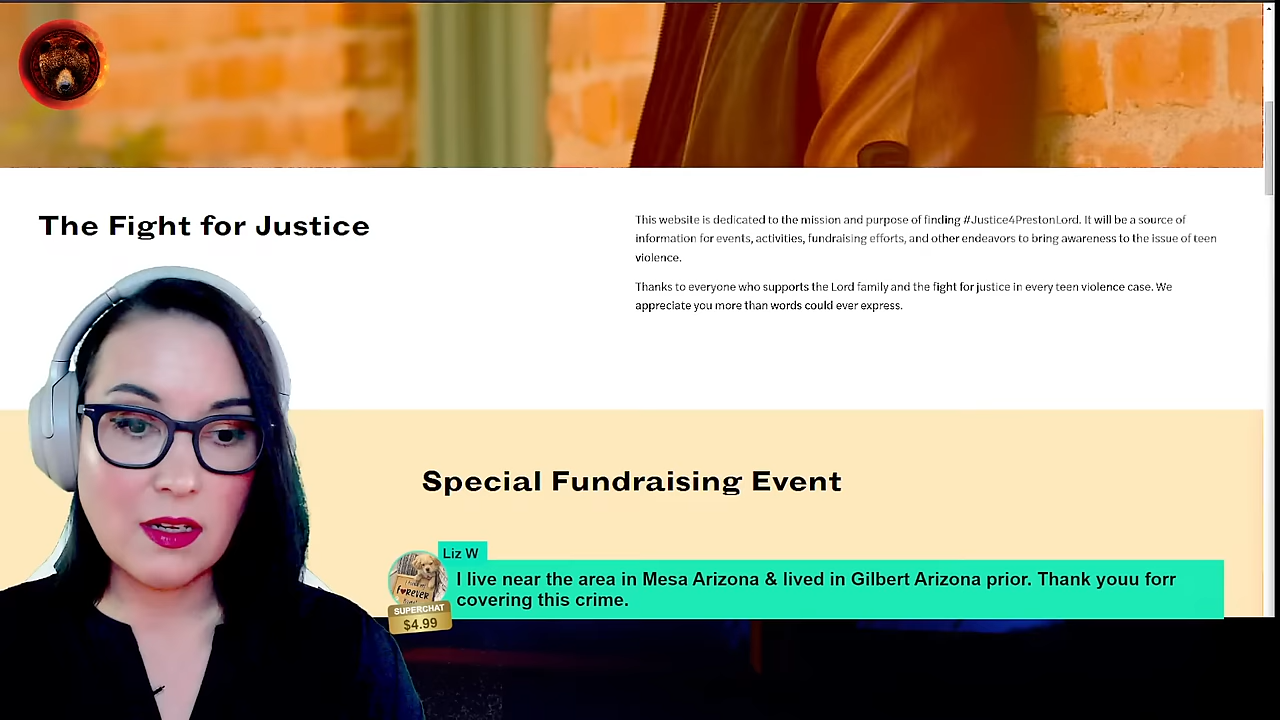 The Fight for Justice
This website is dedicated to the mission and purpose of finding #Justice4PrestonLord. It will be a source of
information for events, activities, fundraising efforts, and other endeavors to bring awareness to the issue of teen
violence.
Thanks to everyone who supports the Lord family and the fight for justice in every teen violence case. We
appreciate you more than words could ever express.
Special Fundraising Event
Liz W
I live near the area in Mesa Arizona & lived in Gilbert Arizona prior. Thank youu forr
covering this crime.
FOREVER
SUPERCHAT
$4.99